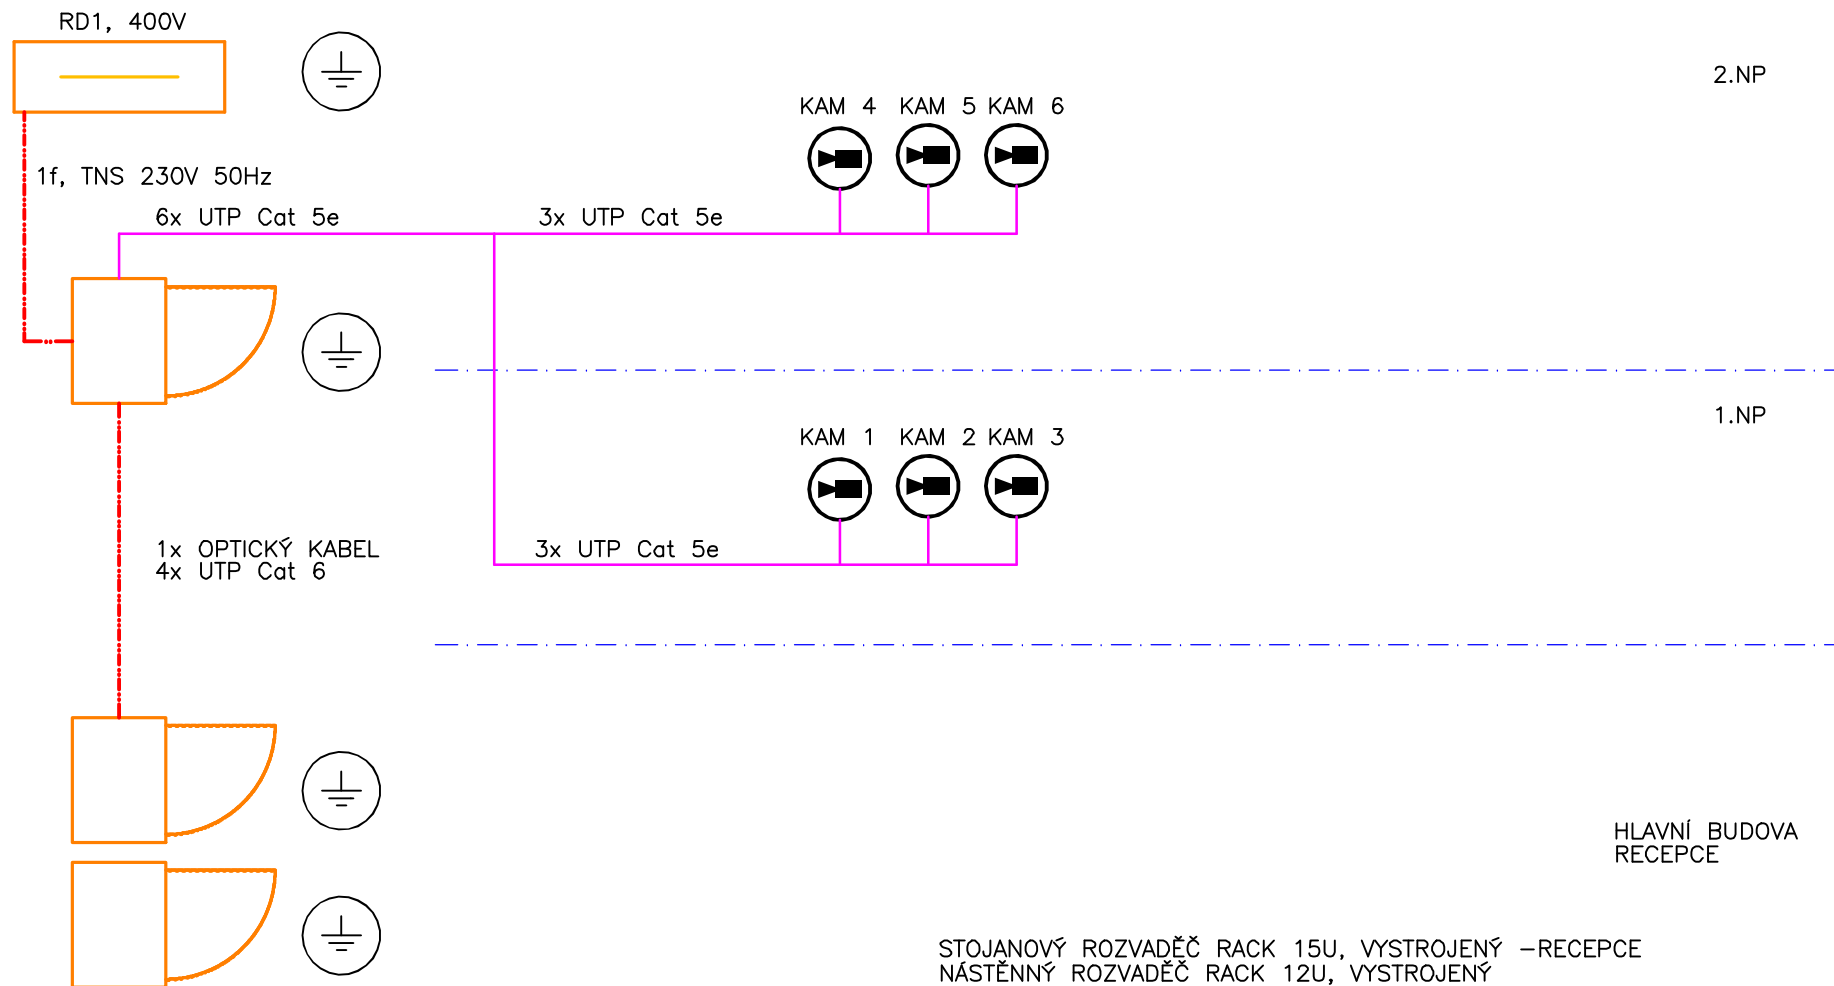 RD1, 400V
2.NP
KAM 4 KAM 5 KAM 6
1f, TNS 230V 50Hz
6x UTP Cat 5e
3x UTP Cat 5e
1.NP
KAM 1 KAM 2 KAM 3
1x OPTICKÝ KABEL
4x UTP Cat 6
3x UTP Cat 5e
HLAVNÍ BUDOVA
RECEPCE
STOJANOVÝ ROZVADĚČ RACK 15U, VYSTROJENÝ –RECEPCE
NÁSTĚNNÝ ROZVADĚČ RACK 12U, VYSTROJENÝ